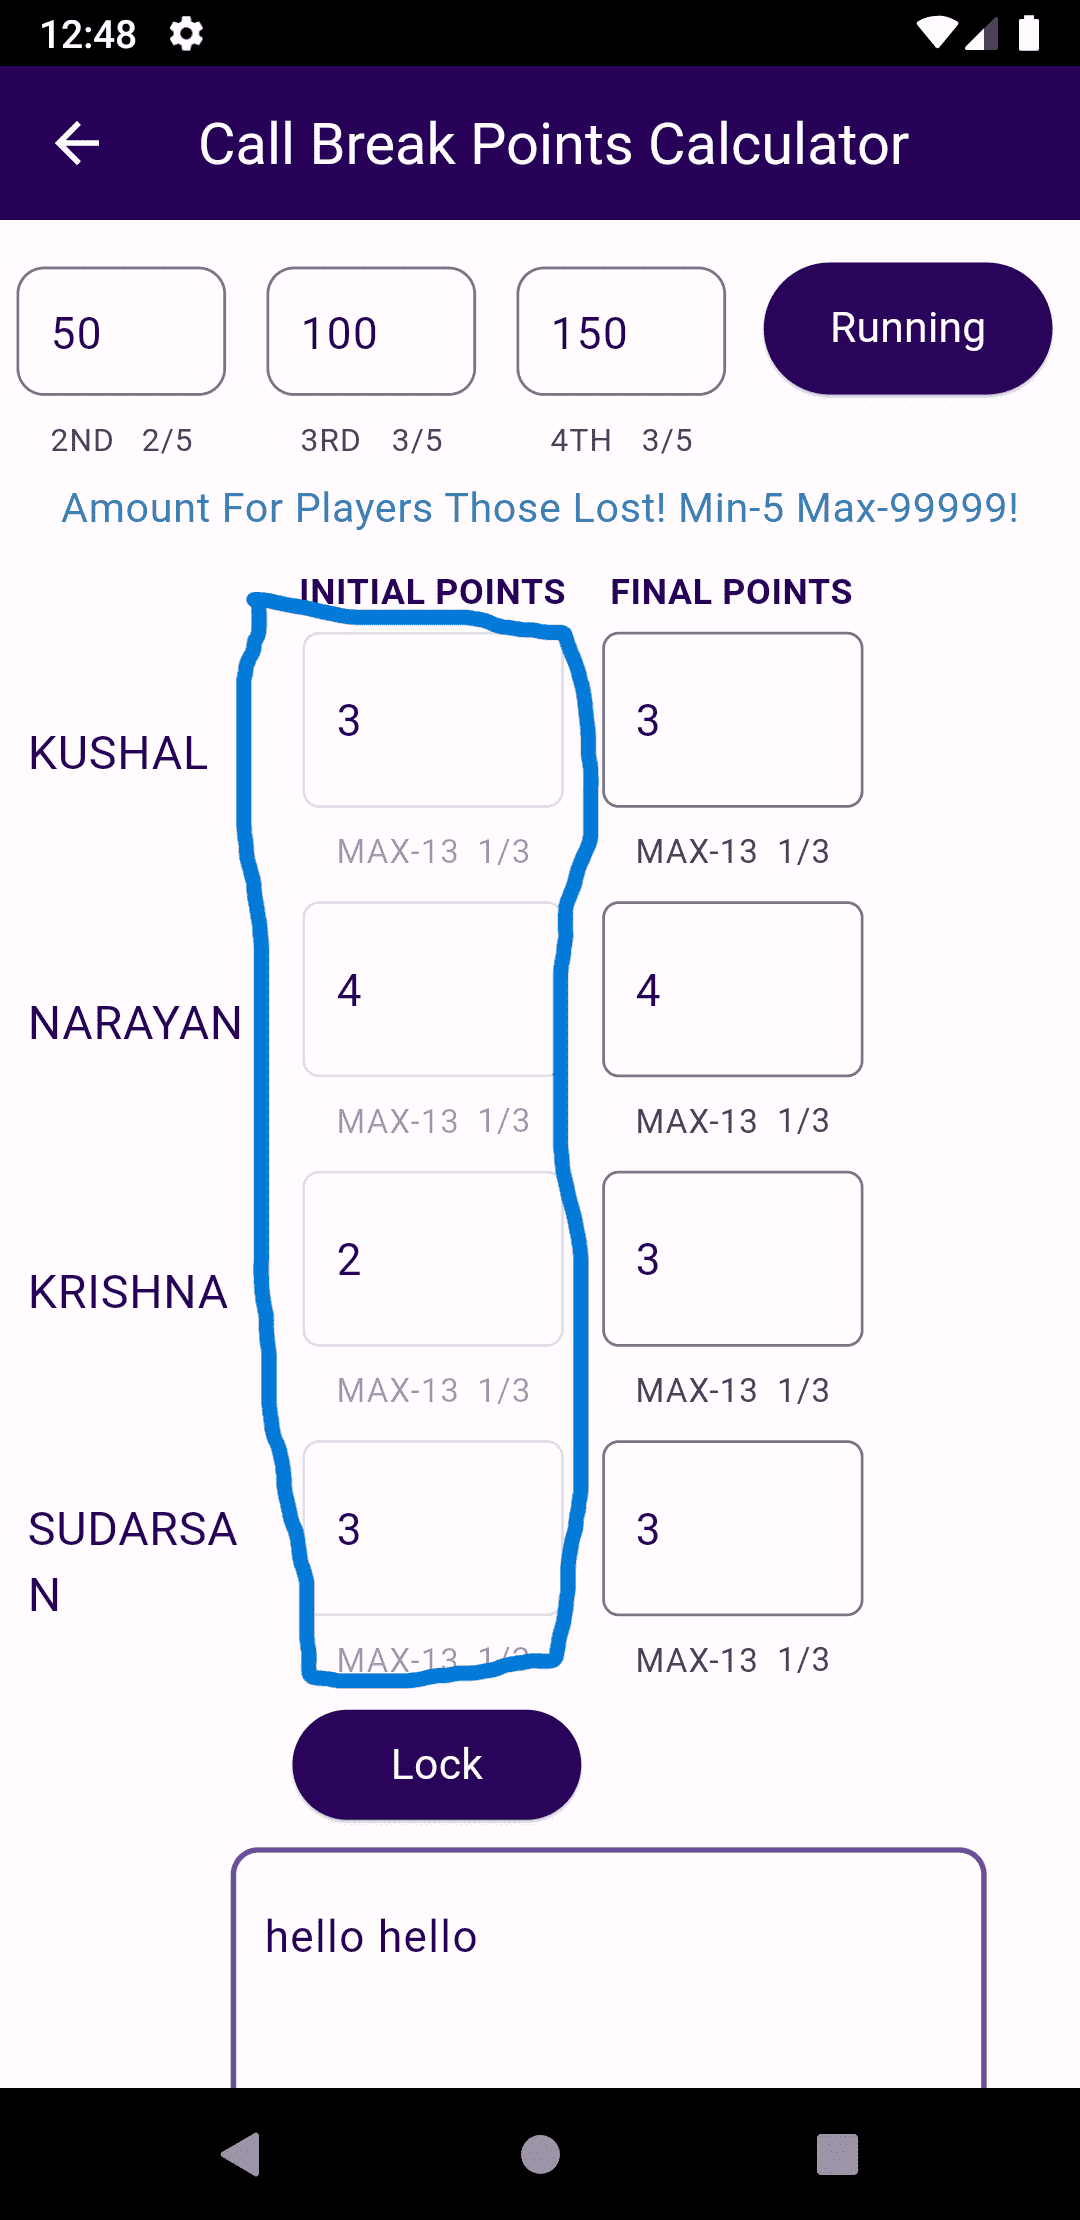 12:48
Call Break Points Calculator
50 100 150 Running
2ND 2/5 3RD 3/5 4TH 3/5
Amount For Players Those Lost! Min-5 Max-99999!
INITIAL POINTS FINAL POINTS
KUSHAL 3 3
MAX-13 1/3 MAX-13 1/3
NARAYAN 4 4
MAX-13 1/3 MAX-13 1/3
KRISHNA 2 3
MAX-13 1/3 MAX-13 1/3
SUDARSA 3 3
N
MAX-13 1/3 MAX-13 1/3
Lock
hello hello